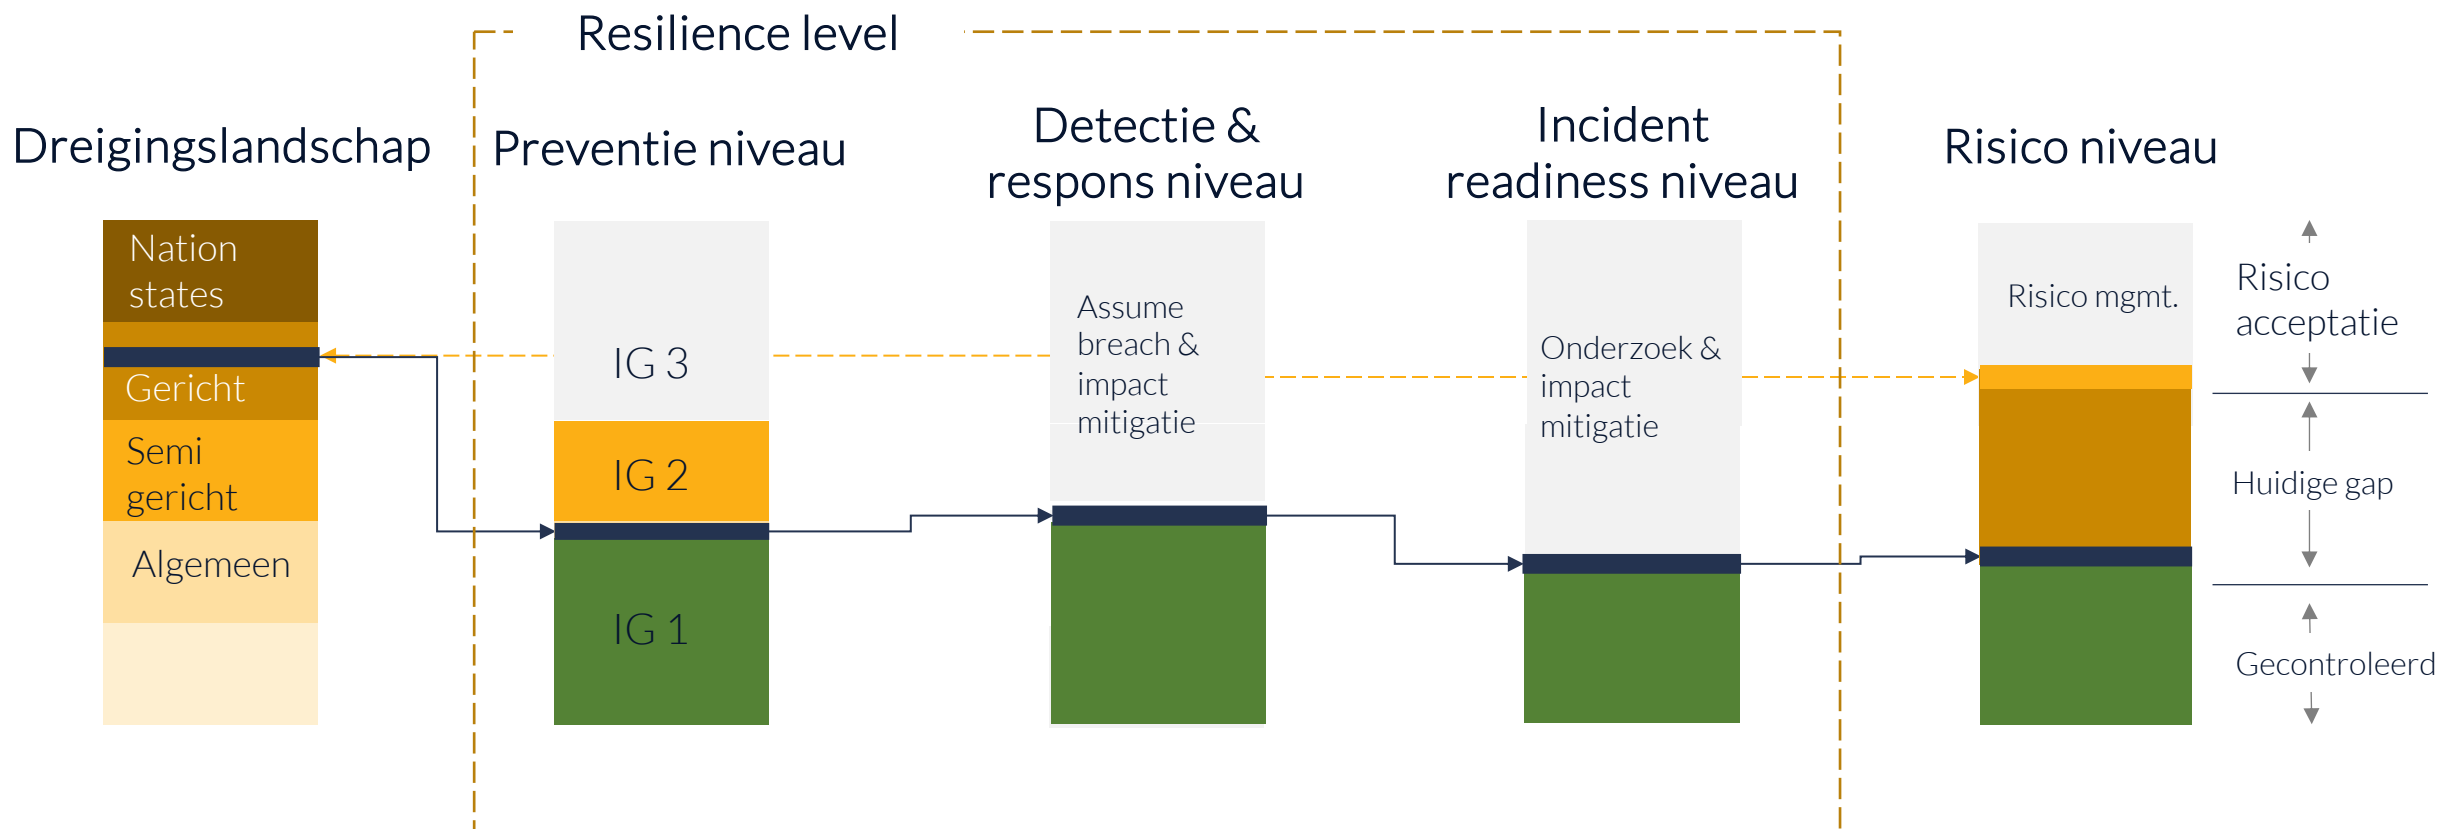 Resilience level
Dreigingslandschap
Preventie niveau
Detectie &
respons niveau
Incident
readiness niveau
Risico niveau
Nation
states
Gericht
Semi
gericht
Algemeen
IG 3
IG 2
IG 1
Assume
breach &
impact
mitigatie
Onderzoek &
impact
mitigatie
Risico mgmt.
Risico
acceptatie
Huidige gap
Gecontroleerd